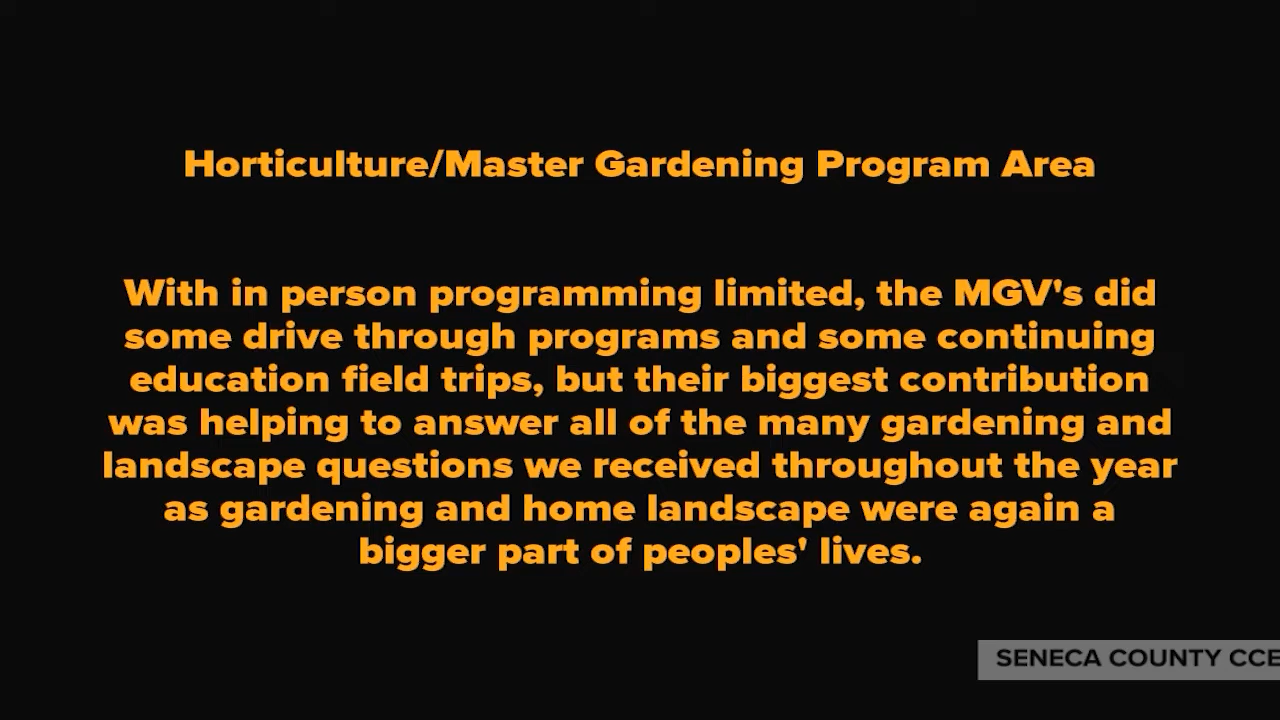 Horticulture/Master Gardening Program Area
With in person programming limited, the MGV's did
some drive through programs and some continuing
education field trips, but their biggest contribution
was helping to answer all of the many gardening and
landscape questions we received throughout the year
as gardening and home landscape were again a
bigger part of peoples' lives.
SENECA COUNTY CCE